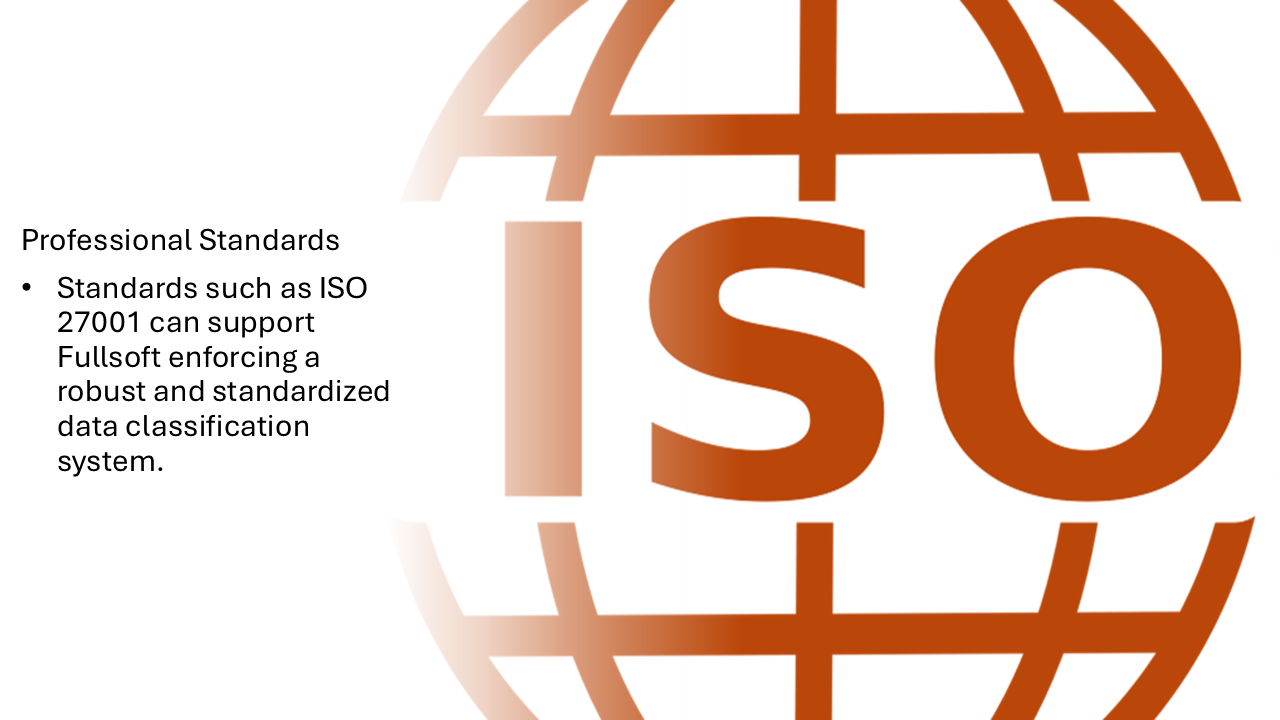 Professional Standards
• Standards such as ISO
27001 can support
Fullsoft enforcing a
robust and standardized
data classification
system.
ISO